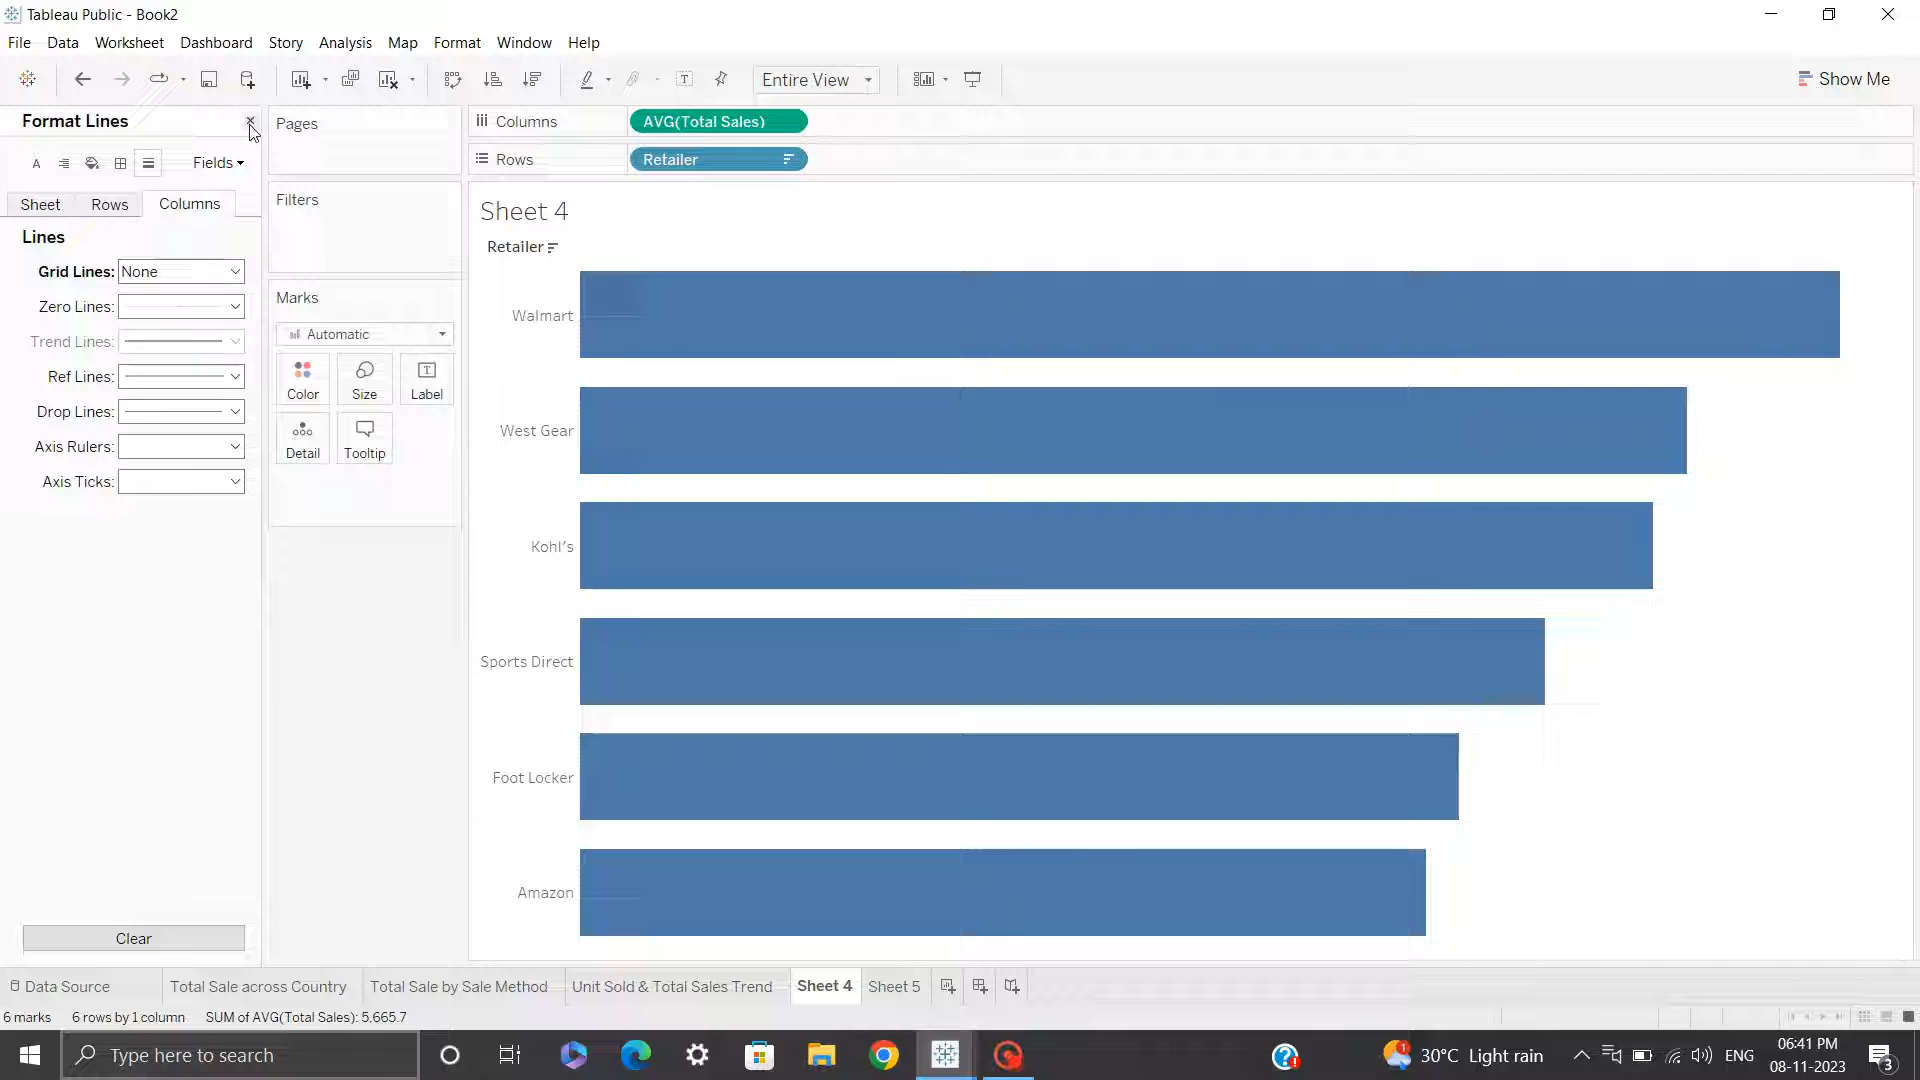 Tableau Public - Book2
File Data Worksheet Dashboard Story Analysis Map Format Window Help
Entire View
Show Me
Format Lines
Fields
Sheet Rows Columns
Lines
Grid Lines: None
Zero Lines:
Trend Lines:
Ref Lines:
Drop Lines:
Axis Rulers:
Axis Ticks:
Clear
Pages
Filters
Marks
Automatic
Color Size Label
Detail Tooltip
Columns AVG(Total Sales)
Rows Retailer
Sheet 4
Retailer
Walmart
West Gear
Kohl's
Sports Direct
Foot Locker
Amazon
Data Source Total Sale across Country Total Sale by Sale Method Unit Sold & Total Sales Trend Sheet 4 Sheet 5
6 marks 6 rows by 1 column SUM of AVG(Total Sales): 5,665.7
Type here to search
30°C Light rain
ENG
06:41 PM
08-11-2023
3